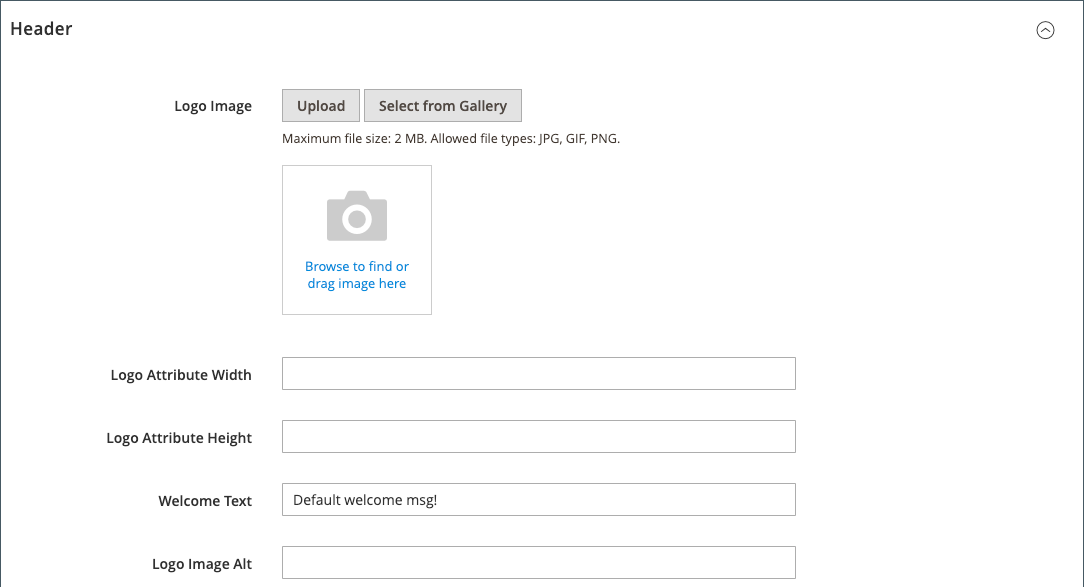 Header
Logo Image
Upload
Select from Gallery
Maximum file size: 2 MB. Allowed file types: JPG, GIF, PNG.
Browse to find or
drag image here
Logo Attribute Width
Logo Attribute Height
Welcome Text
Default welcome msg!
Logo Image Alt